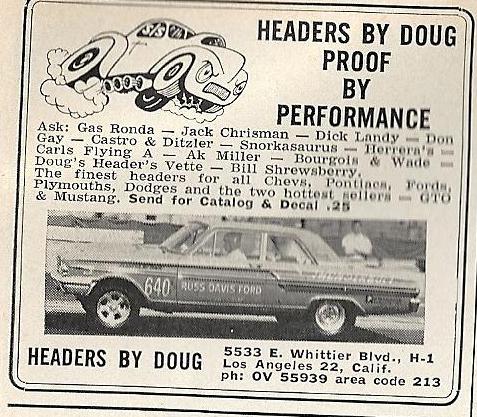 HEADERS BY DOUG
PROOF
BY
PERFORMANCE
Ask: Gas Ronda — Jack Chrisman — Dick Landy — Don
Gay — Castro & Ditzler — Snorkasaurus — Herrera's —
Carls Flying A — Ak Miller — Bourgois & Wade —
Doug's Header's Vette — Bill Shrewsberry.
The finest headers for all Chevs, Pontiacs, Fords,
Plymouths, Dodges and the two hottest sellers — GTO
& Mustang. Send for Catalog & Decal .25
640
RUSS DAVIS FORD
HEADERS BY DOUG
5533 E. Whittier Blvd., H-1
Los Angeles 22, Calif.
ph: OV 55939 area code 213